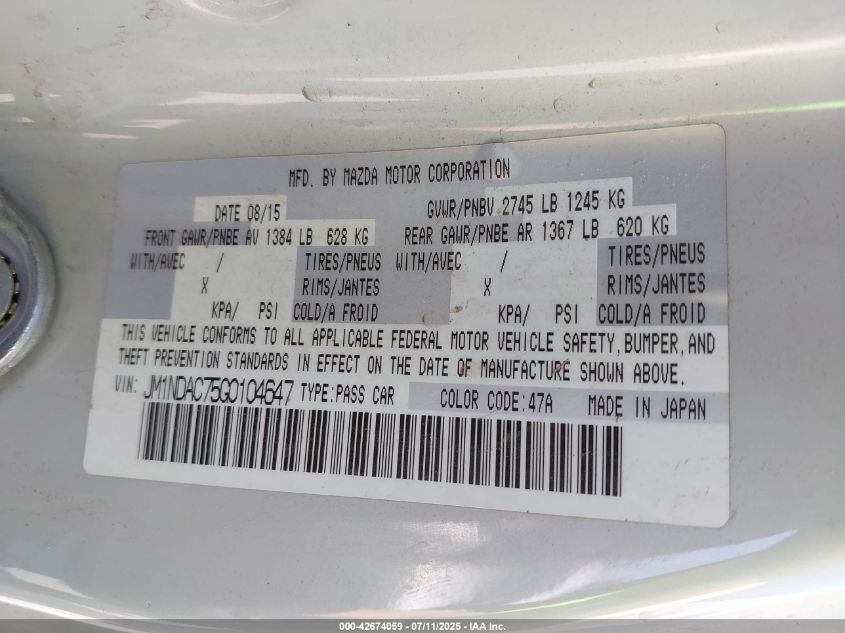 MFD. BY MAZDA MOTOR CORPORATION
DATE 08/15 GVWR/PNBV 2745 LB 1245 KG
FRONT GAWR/PNBE AV 1384 LB 628 KG REAR GAWR/PNBE AR 1367 LB 620 KG
WITH/AVEC / TIRES/PNEUS WITH/AVEC / TIRES/PNEUS
X RIMS/JANTES X RIMS/JANTES
KPA/ PSI COLD/A FROID KPA/ PSI COLD/A FROID
THIS VEHICLE CONFORMS TO ALL APPLICABLE FEDERAL MOTOR VEHICLE SAFETY, BUMPER, AND
THEFT PREVENTION STANDARDS IN EFFECT ON THE DATE OF MANUFACTURE SHOWN ABOVE.
VIN: JM1NDAC75G0104647 TYPE:PASS CAR COLOR CODE:47A MADE IN JAPAN
000-42674059 - 07/11/2025 - IAA Inc.